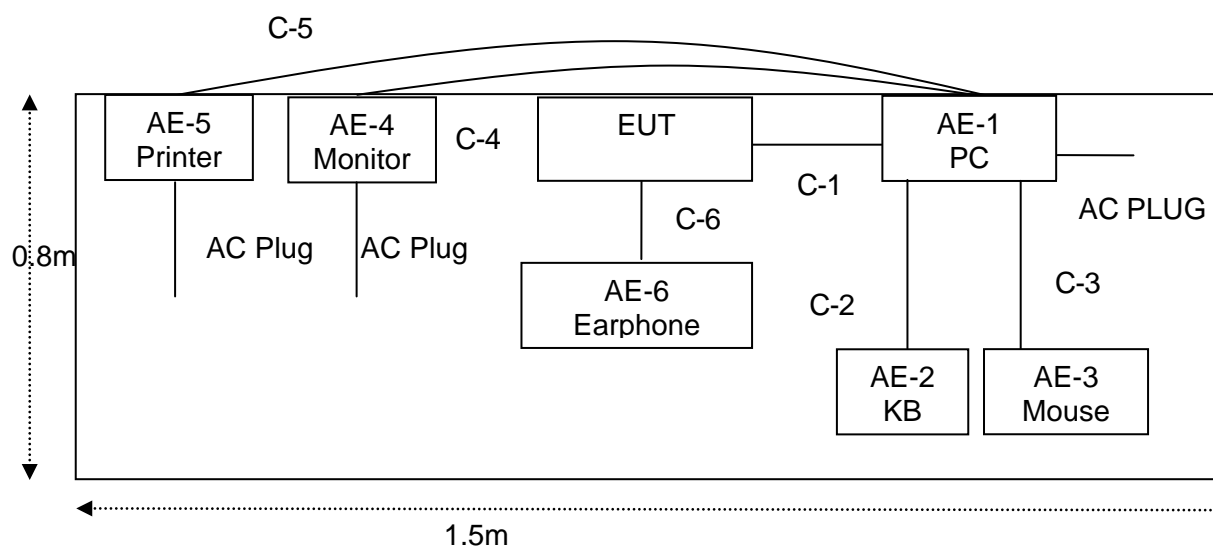 C-5
AE-5
Printer
AE-4
Monitor
C-4
EUT
AE-1
PC
C-1
AC PLUG
C-6
AC Plug
AC Plug
0.8m
AE-6
Earphone
C-2
C-3
AE-2
KB
AE-3
Mouse
1.5m